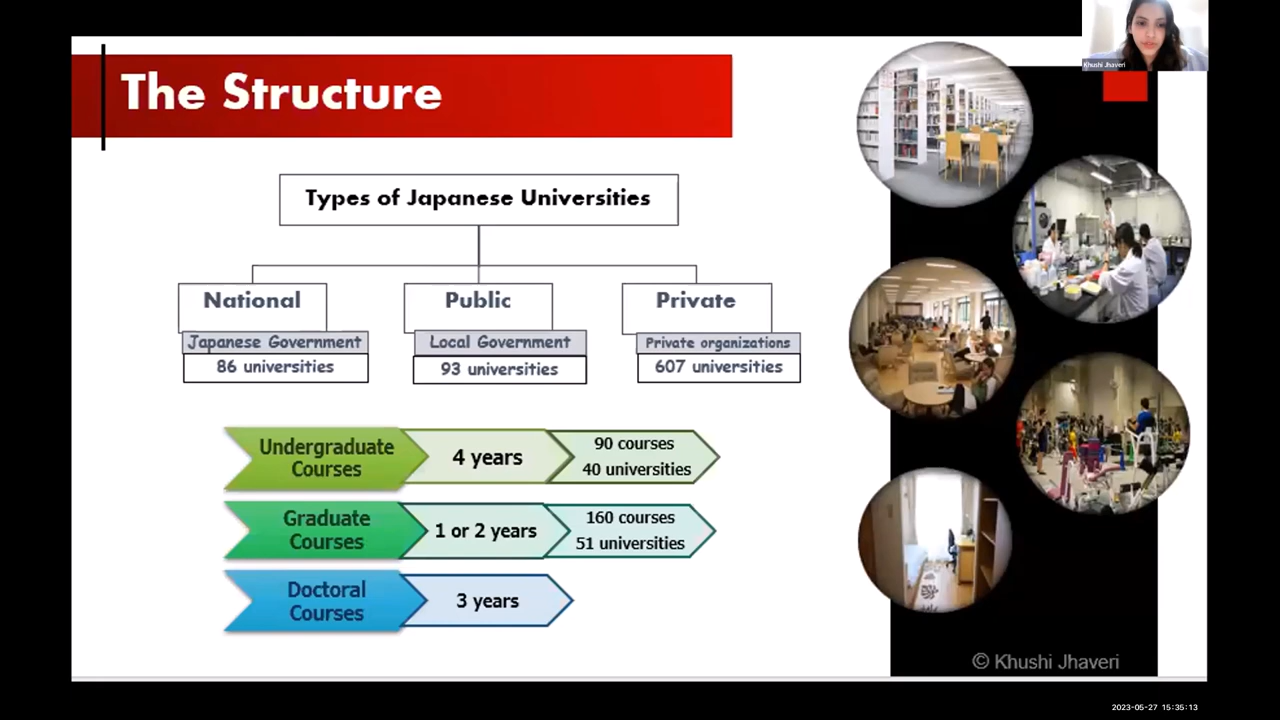 The Structure
Khushi Jhaveri
Types of Japanese Universities
National
Public
Private
Japanese Government
Local Government
Private organizations
86 universities
93 universities
607 universities
Undergraduate
Courses
4 years
90 courses
40 universities
Graduate
Courses
1 or 2 years
160 courses
51 universities
Doctoral
Courses
3 years
© Khushi Jhaveri
2023-05-27 15:35:13